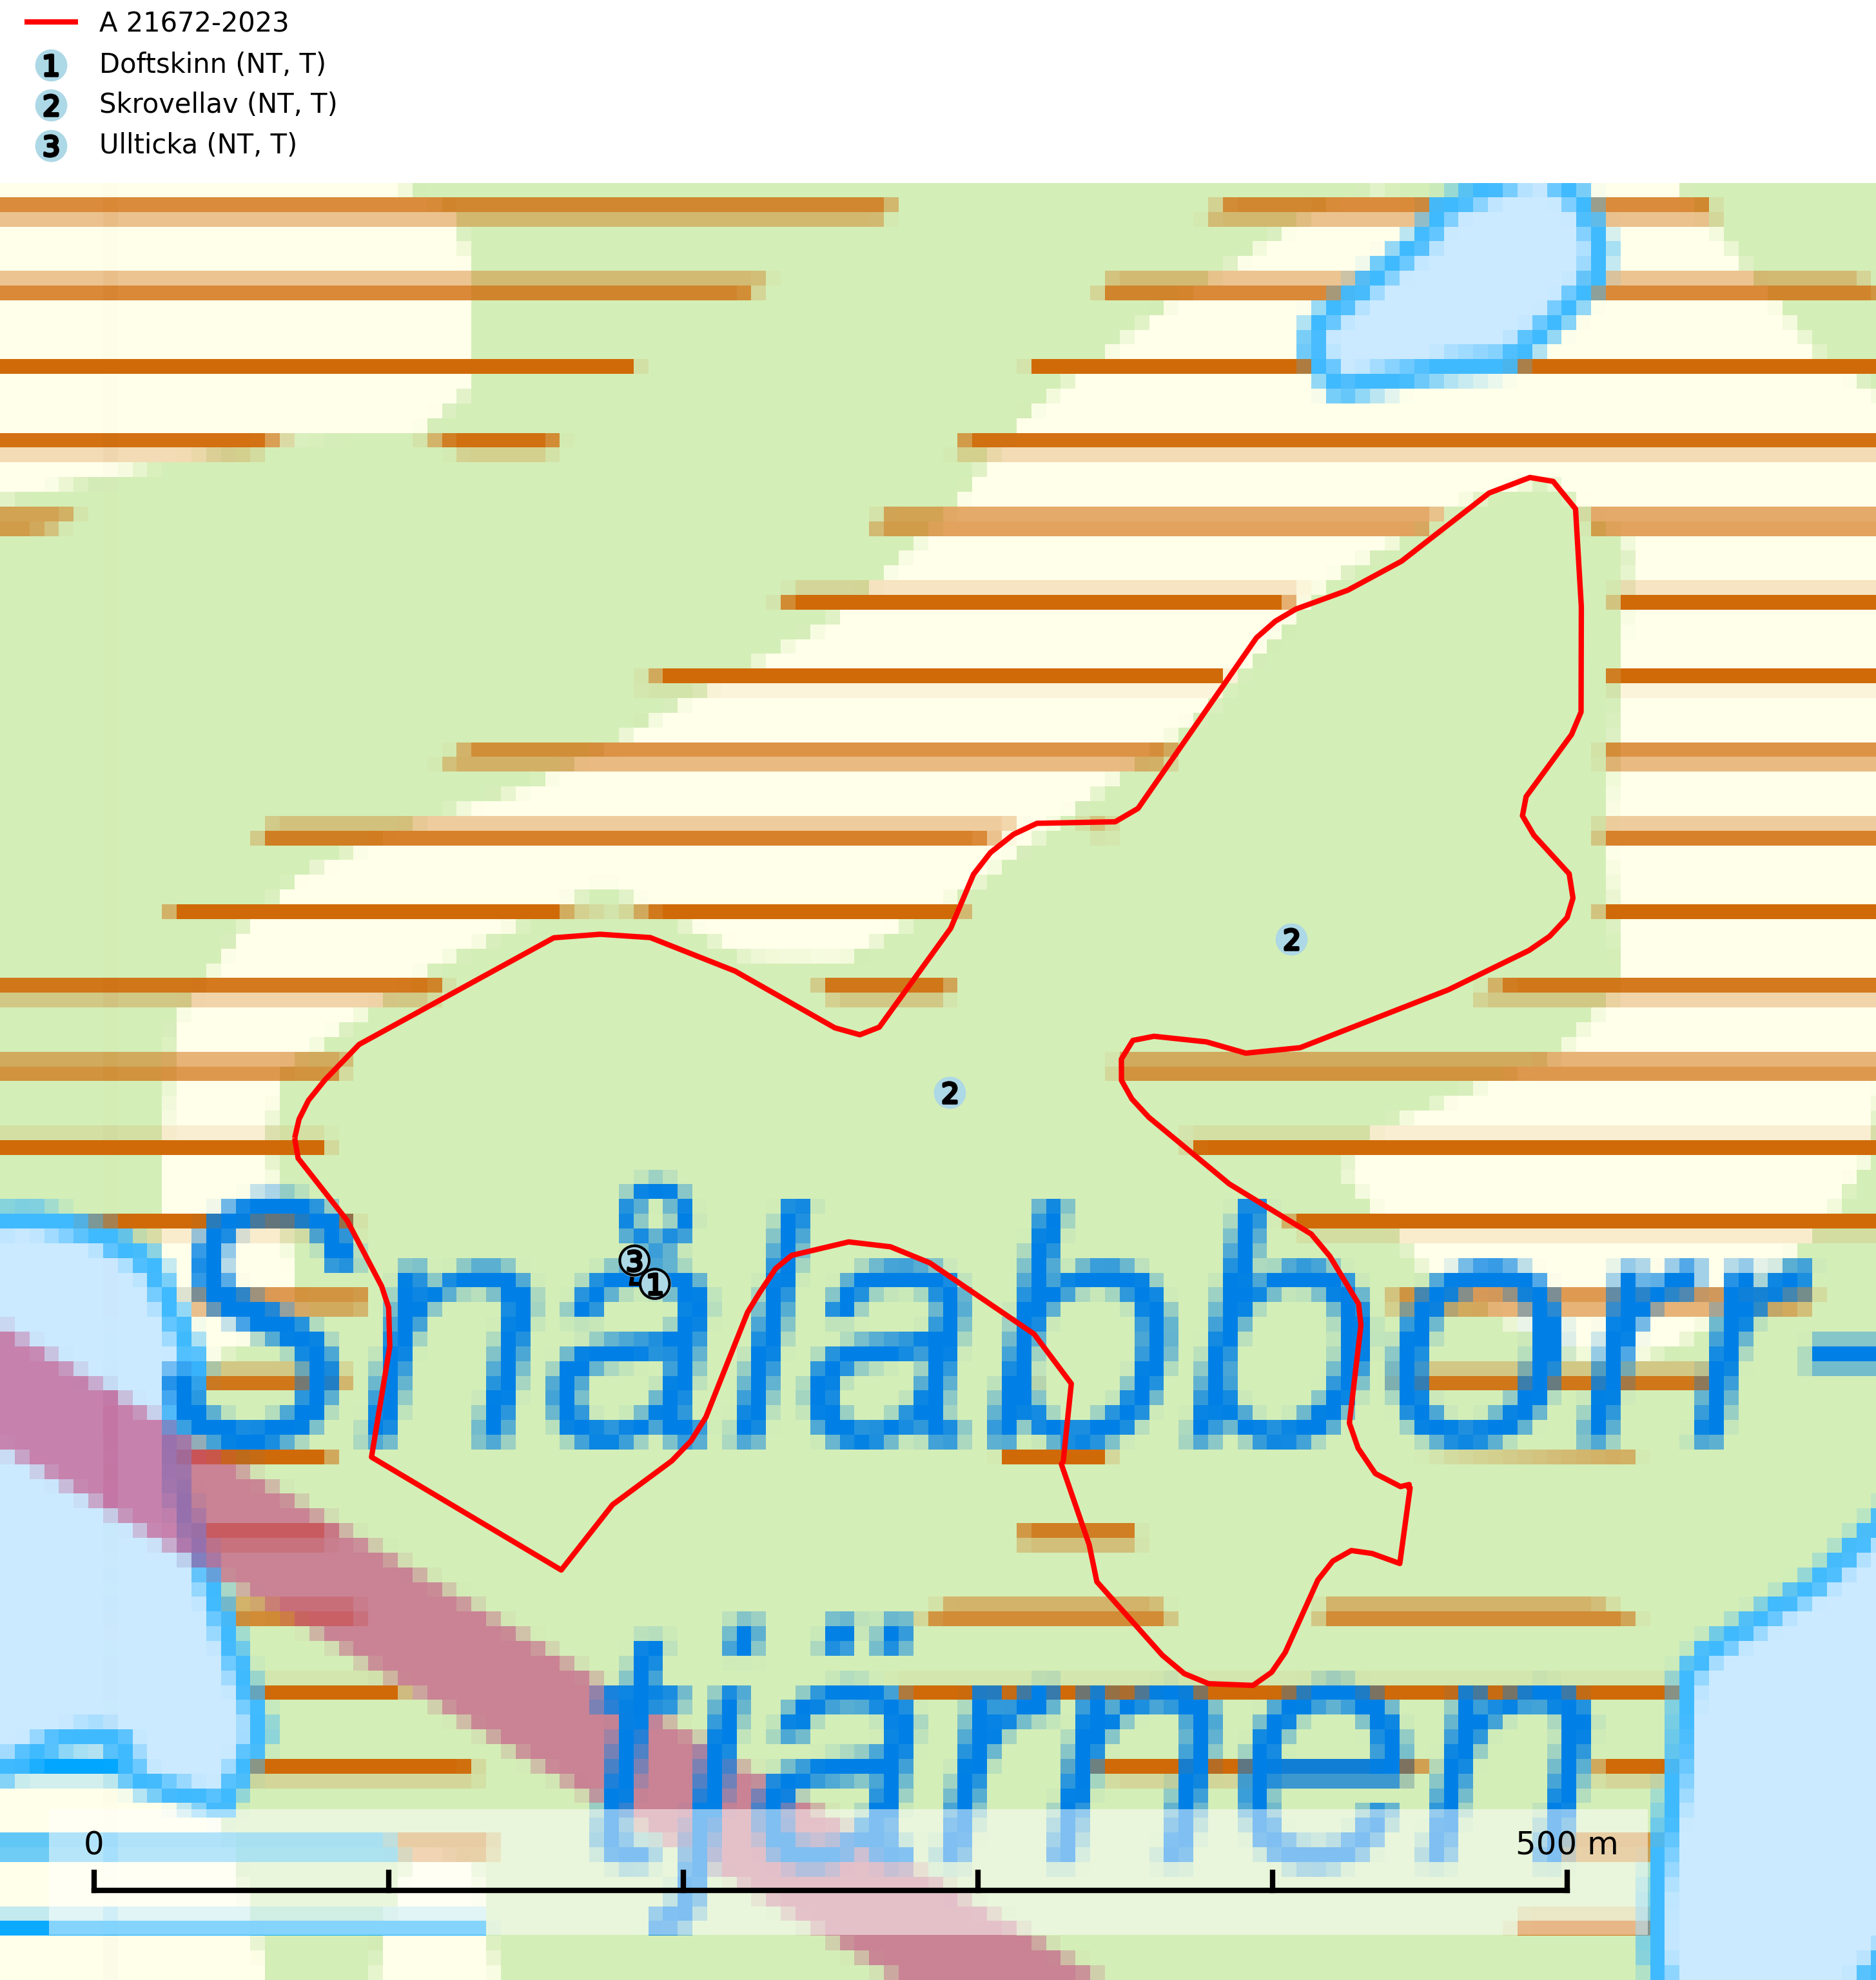 A 21672-2023
1 Doftskinn (NT, T)
2 Skrovellav (NT, T)
3 Ullticka (NT, T)
2
2
3
1
Snålabborr-
tjärnen
0 500 m